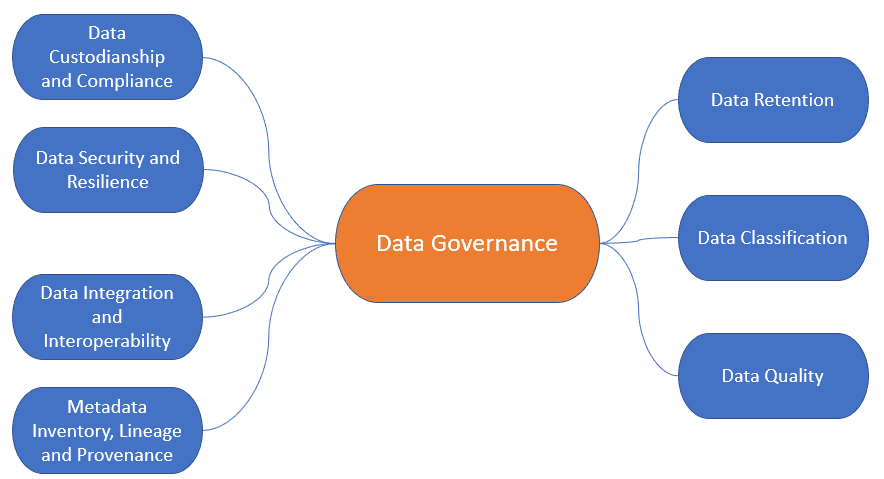 Data
Custodianship
and Compliance
Data Security and
Resilience
Data Integration
and
Interoperability
Metadada
Inventory, Lineage
and Provenance
Data Governance
Data Retention
Data Classification
Data Quality